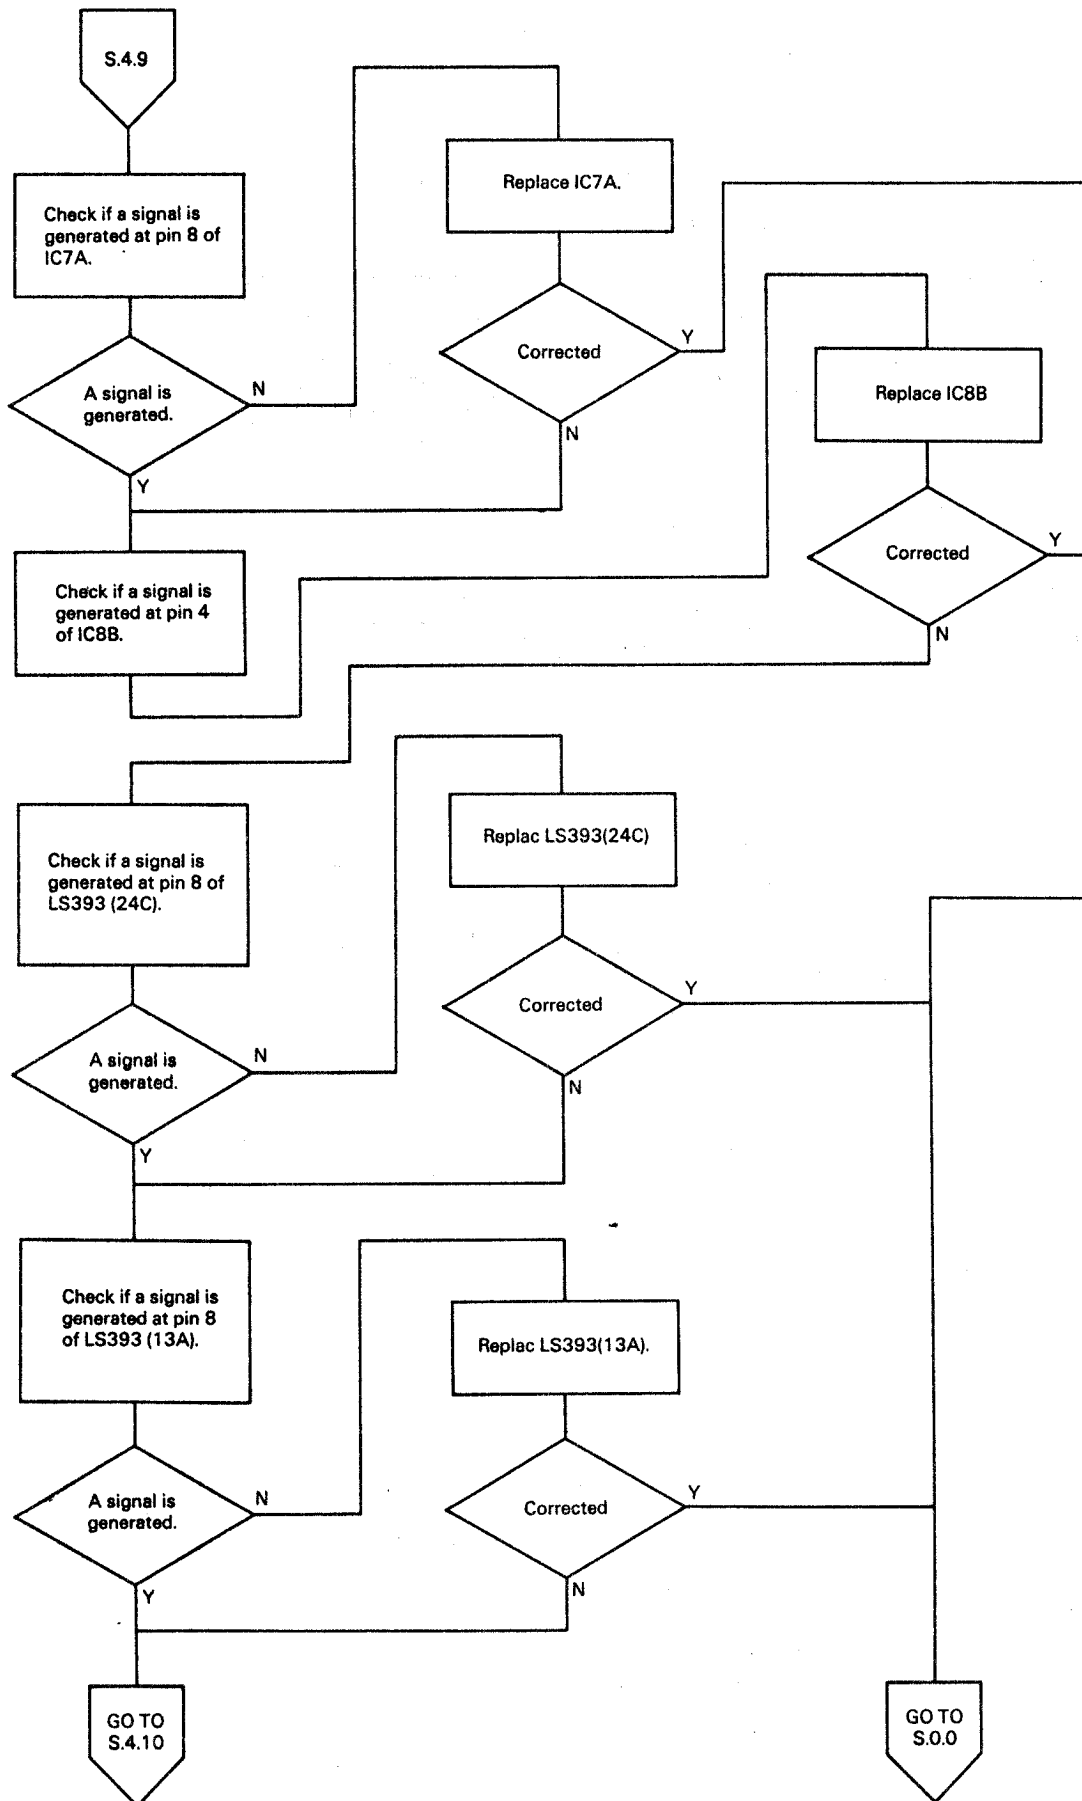 S.4.9
Check if a signal is
generated at pin 8 of
IC7A.
A signal is
generated.
N
Y
Replace IC7A.
Corrected
Y
N
Check if a signal is
generated at pin 4
of IC8B.
Replace IC8B
Corrected
Y
N
Check if a signal is
generated at pin 8 of
LS393 (24C).
A signal is
generated.
N
Y
Replac LS393(24C)
Corrected
Y
N
Check if a signal is
generated at pin 8
of LS393 (13A).
A signal is
generated.
N
Y
Replac LS393(13A).
Corrected
Y
N
GO TO
S.4.10
GO TO
S.0.0